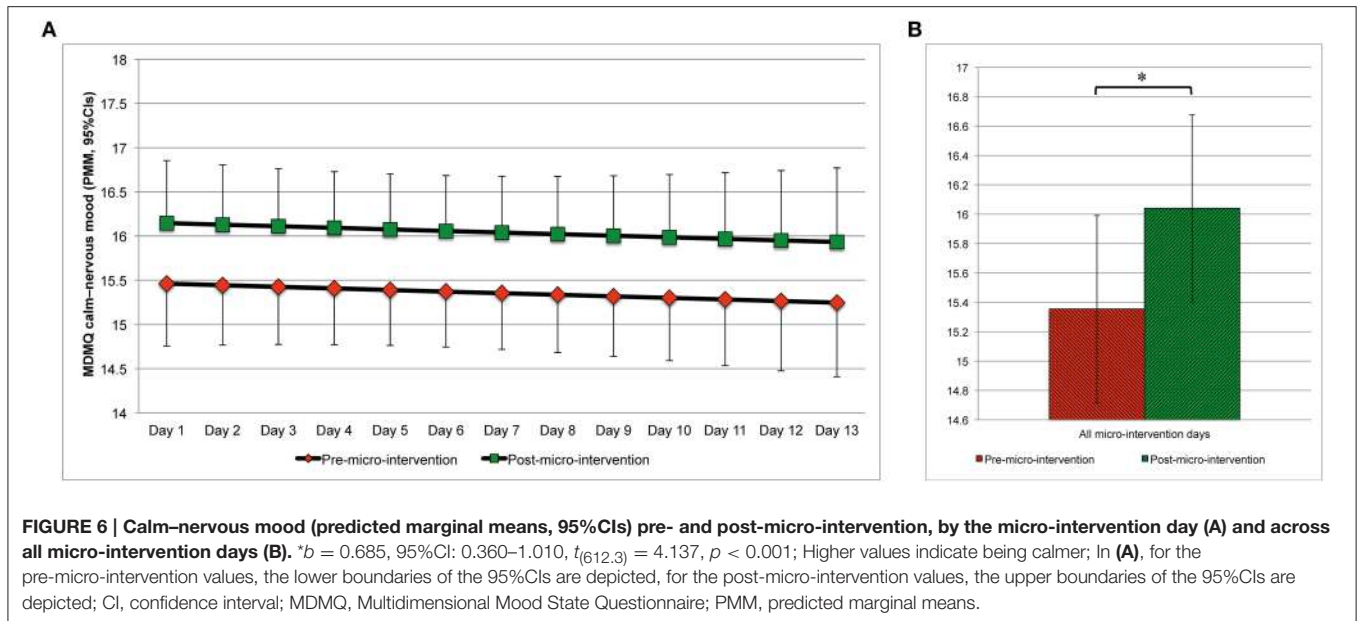 A
MDMQ calm–nervous mood (PMM, 95%CIs)
18
17.5
17
16.5
16
15.5
15
14.5
14
Day 1 Day 2 Day 3 Day 4 Day 5 Day 6 Day 7 Day 8 Day 9 Day 10 Day 11 Day 12 Day 13
Pre-micro-intervention Post-micro-intervention
B
17
16.8
16.6
16.4
16.2
16
15.8
15.6
15.4
15.2
15
14.8
14.6
*
All micro-intervention days
Pre-micro-intervention Post-micro-intervention
FIGURE 6 | Calm–nervous mood (predicted marginal means, 95%CIs) pre- and post-micro-intervention, by the micro-intervention day (A) and across
all micro-intervention days (B). *b = 0.685, 95%CI: 0.360–1.010, t(612.3) = 4.137, p < 0.001; Higher values indicate being calmer; In (A), for the
pre-micro-intervention values, the lower boundaries of the 95%CIs are depicted, for the post-micro-intervention values, the upper boundaries of the 95%CIs are
depicted; CI, confidence interval; MDMQ, Multidimensional Mood State Questionnaire; PMM, predicted marginal means.